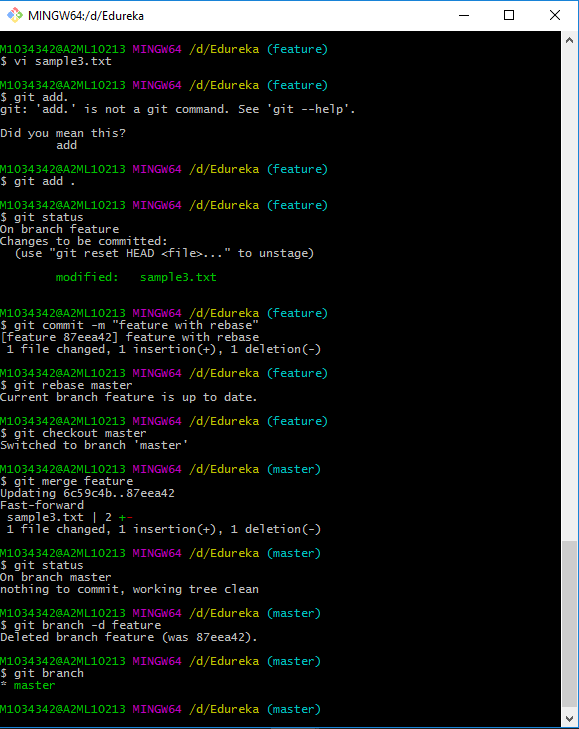 MINGW64:/d/Edureka
M1034342@A2ML10213 MINGW64 /d/Edureka (feature)
$ vi sample3.txt
M1034342@A2ML10213 MINGW64 /d/Edureka (feature)
$ git add.
git: 'add.' is not a git command. See 'git --help'.
Did you mean this?
add
M1034342@A2ML10213 MINGW64 /d/Edureka (feature)
$ git add .
M1034342@A2ML10213 MINGW64 /d/Edureka (feature)
$ git status
On branch feature
Changes to be committed:
(use "git reset HEAD <file>..." to unstage)
modified:   sample3.txt
M1034342@A2ML10213 MINGW64 /d/Edureka (feature)
$ git commit -m "feature with rebase"
[feature 87eea42] feature with rebase
1 file changed, 1 insertion(+), 1 deletion(-)
M1034342@A2ML10213 MINGW64 /d/Edureka (feature)
$ git rebase master
Current branch feature is up to date.
M1034342@A2ML10213 MINGW64 /d/Edureka (feature)
$ git checkout master
Switched to branch 'master'
M1034342@A2ML10213 MINGW64 /d/Edureka (master)
$ git merge feature
Updating 6c59c4b..87eea42
Fast-forward
sample3.txt | 2 +-
1 file changed, 1 insertion(+), 1 deletion(-)
M1034342@A2ML10213 MINGW64 /d/Edureka (master)
$ git status
On branch master
nothing to commit, working tree clean
M1034342@A2ML10213 MINGW64 /d/Edureka (master)
$ git branch -d feature
Deleted branch feature (was 87eea42).
M1034342@A2ML10213 MINGW64 /d/Edureka (master)
$ git branch
* master
M1034342@A2ML10213 MINGW64 /d/Edureka (master)